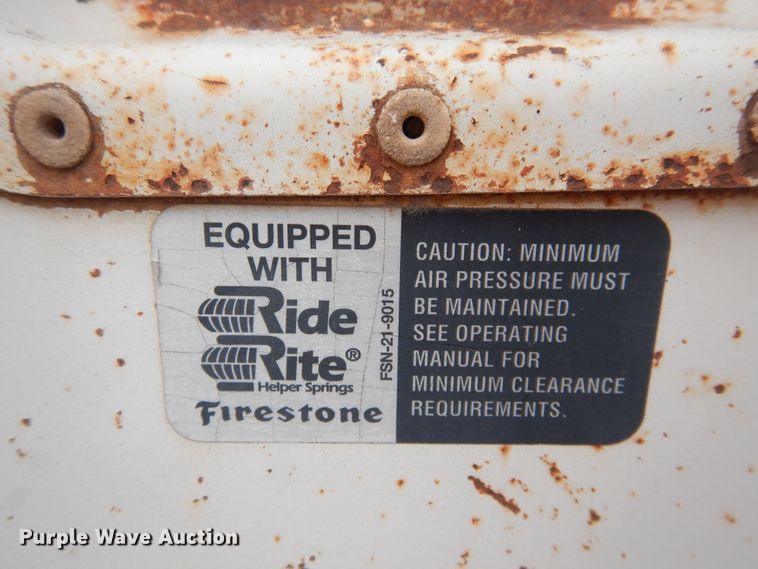 EQUIPPED
WITH
Ride
Rite®
Helper Springs
Firestone
FSN-21-9015
CAUTION: MINIMUM
AIR PRESSURE MUST
BE MAINTAINED.
SEE OPERATING
MANUAL FOR
MINIMUM CLEARANCE
REQUIREMENTS.
Purple Wave Auction